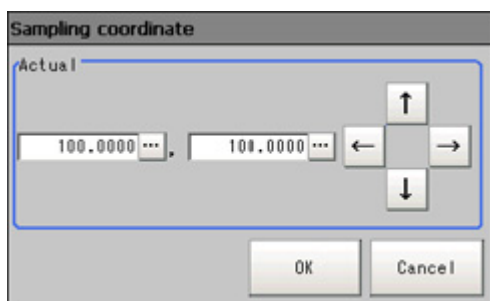 Sampling coordinate
Actual
100.0000 ... , 100.0000 ... ↑ ← → ↓
OK Cancel